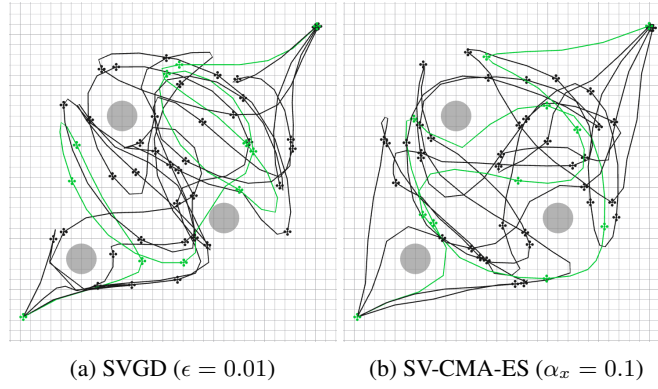 (a) SVGD (ϵ = 0.01)
(b) SV-CMA-ES (αₓ = 0.1)